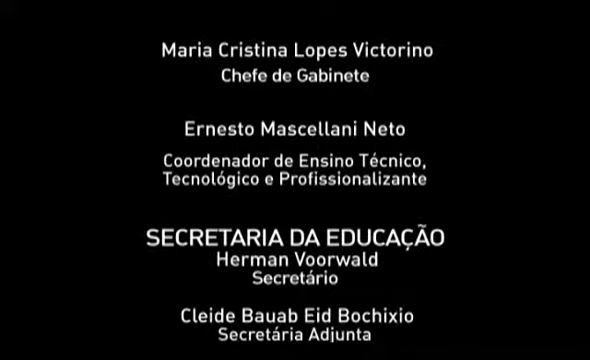 Maria Cristina Lopes Victorino
Chefe de Gabinete
Ernesto Mascellani Neto
Coordenador de Ensino Técnico,
Tecnológico e Profissionalizante
SECRETARIA DA EDUCAÇÃO
Herman Voorwald
Secretário
Cleide Bauab Eid Bochixio
Secretária Adjunta